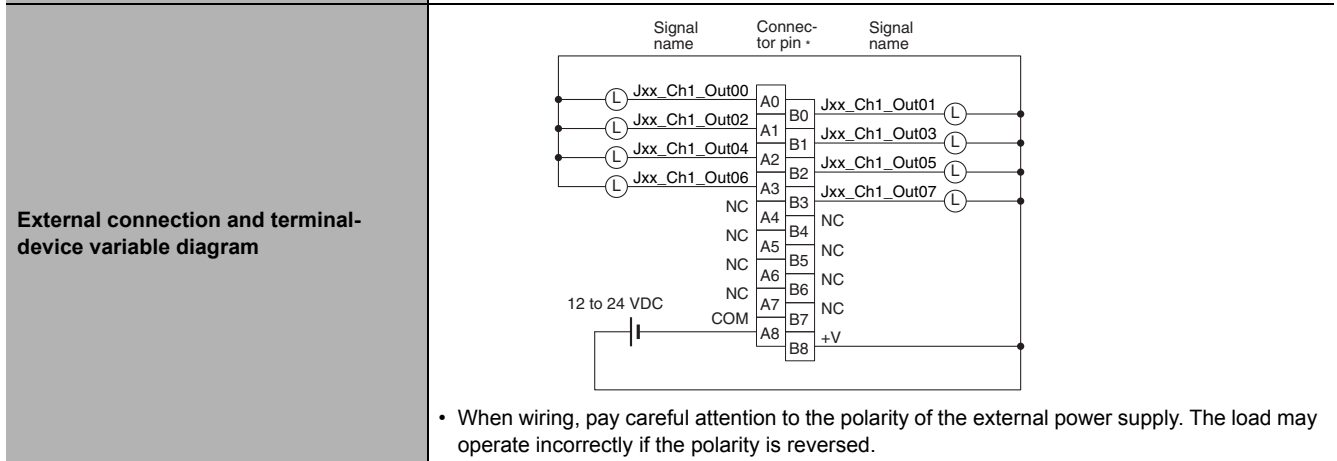 Signal name
Connec-
tor pin *
Signal name
Jxx_Ch1_Out00 A0
B0 Jxx_Ch1_Out01
Jxx_Ch1_Out02 A1
B1 Jxx_Ch1_Out03
Jxx_Ch1_Out04 A2
B2 Jxx_Ch1_Out05
Jxx_Ch1_Out06 A3
B3 Jxx_Ch1_Out07
L
L
L
L
L
L
L
L
NC A4
B4 NC
NC A5
B5 NC
NC A6
B6 NC
NC A7
B7 NC
12 to 24 VDC
COM A8
B8 +V
External connection and terminal-
device variable diagram
• When wiring, pay careful attention to the polarity of the external power supply. The load may
operate incorrectly if the polarity is reversed.